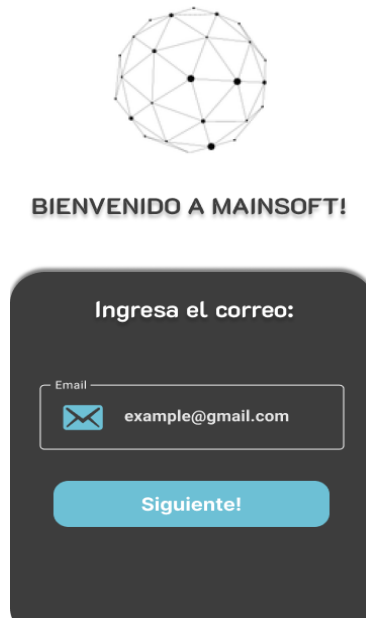 BIENVENIDO A MAINSOFT!
Ingresa el correo:
Email
example@gmail.com
Siguiente!